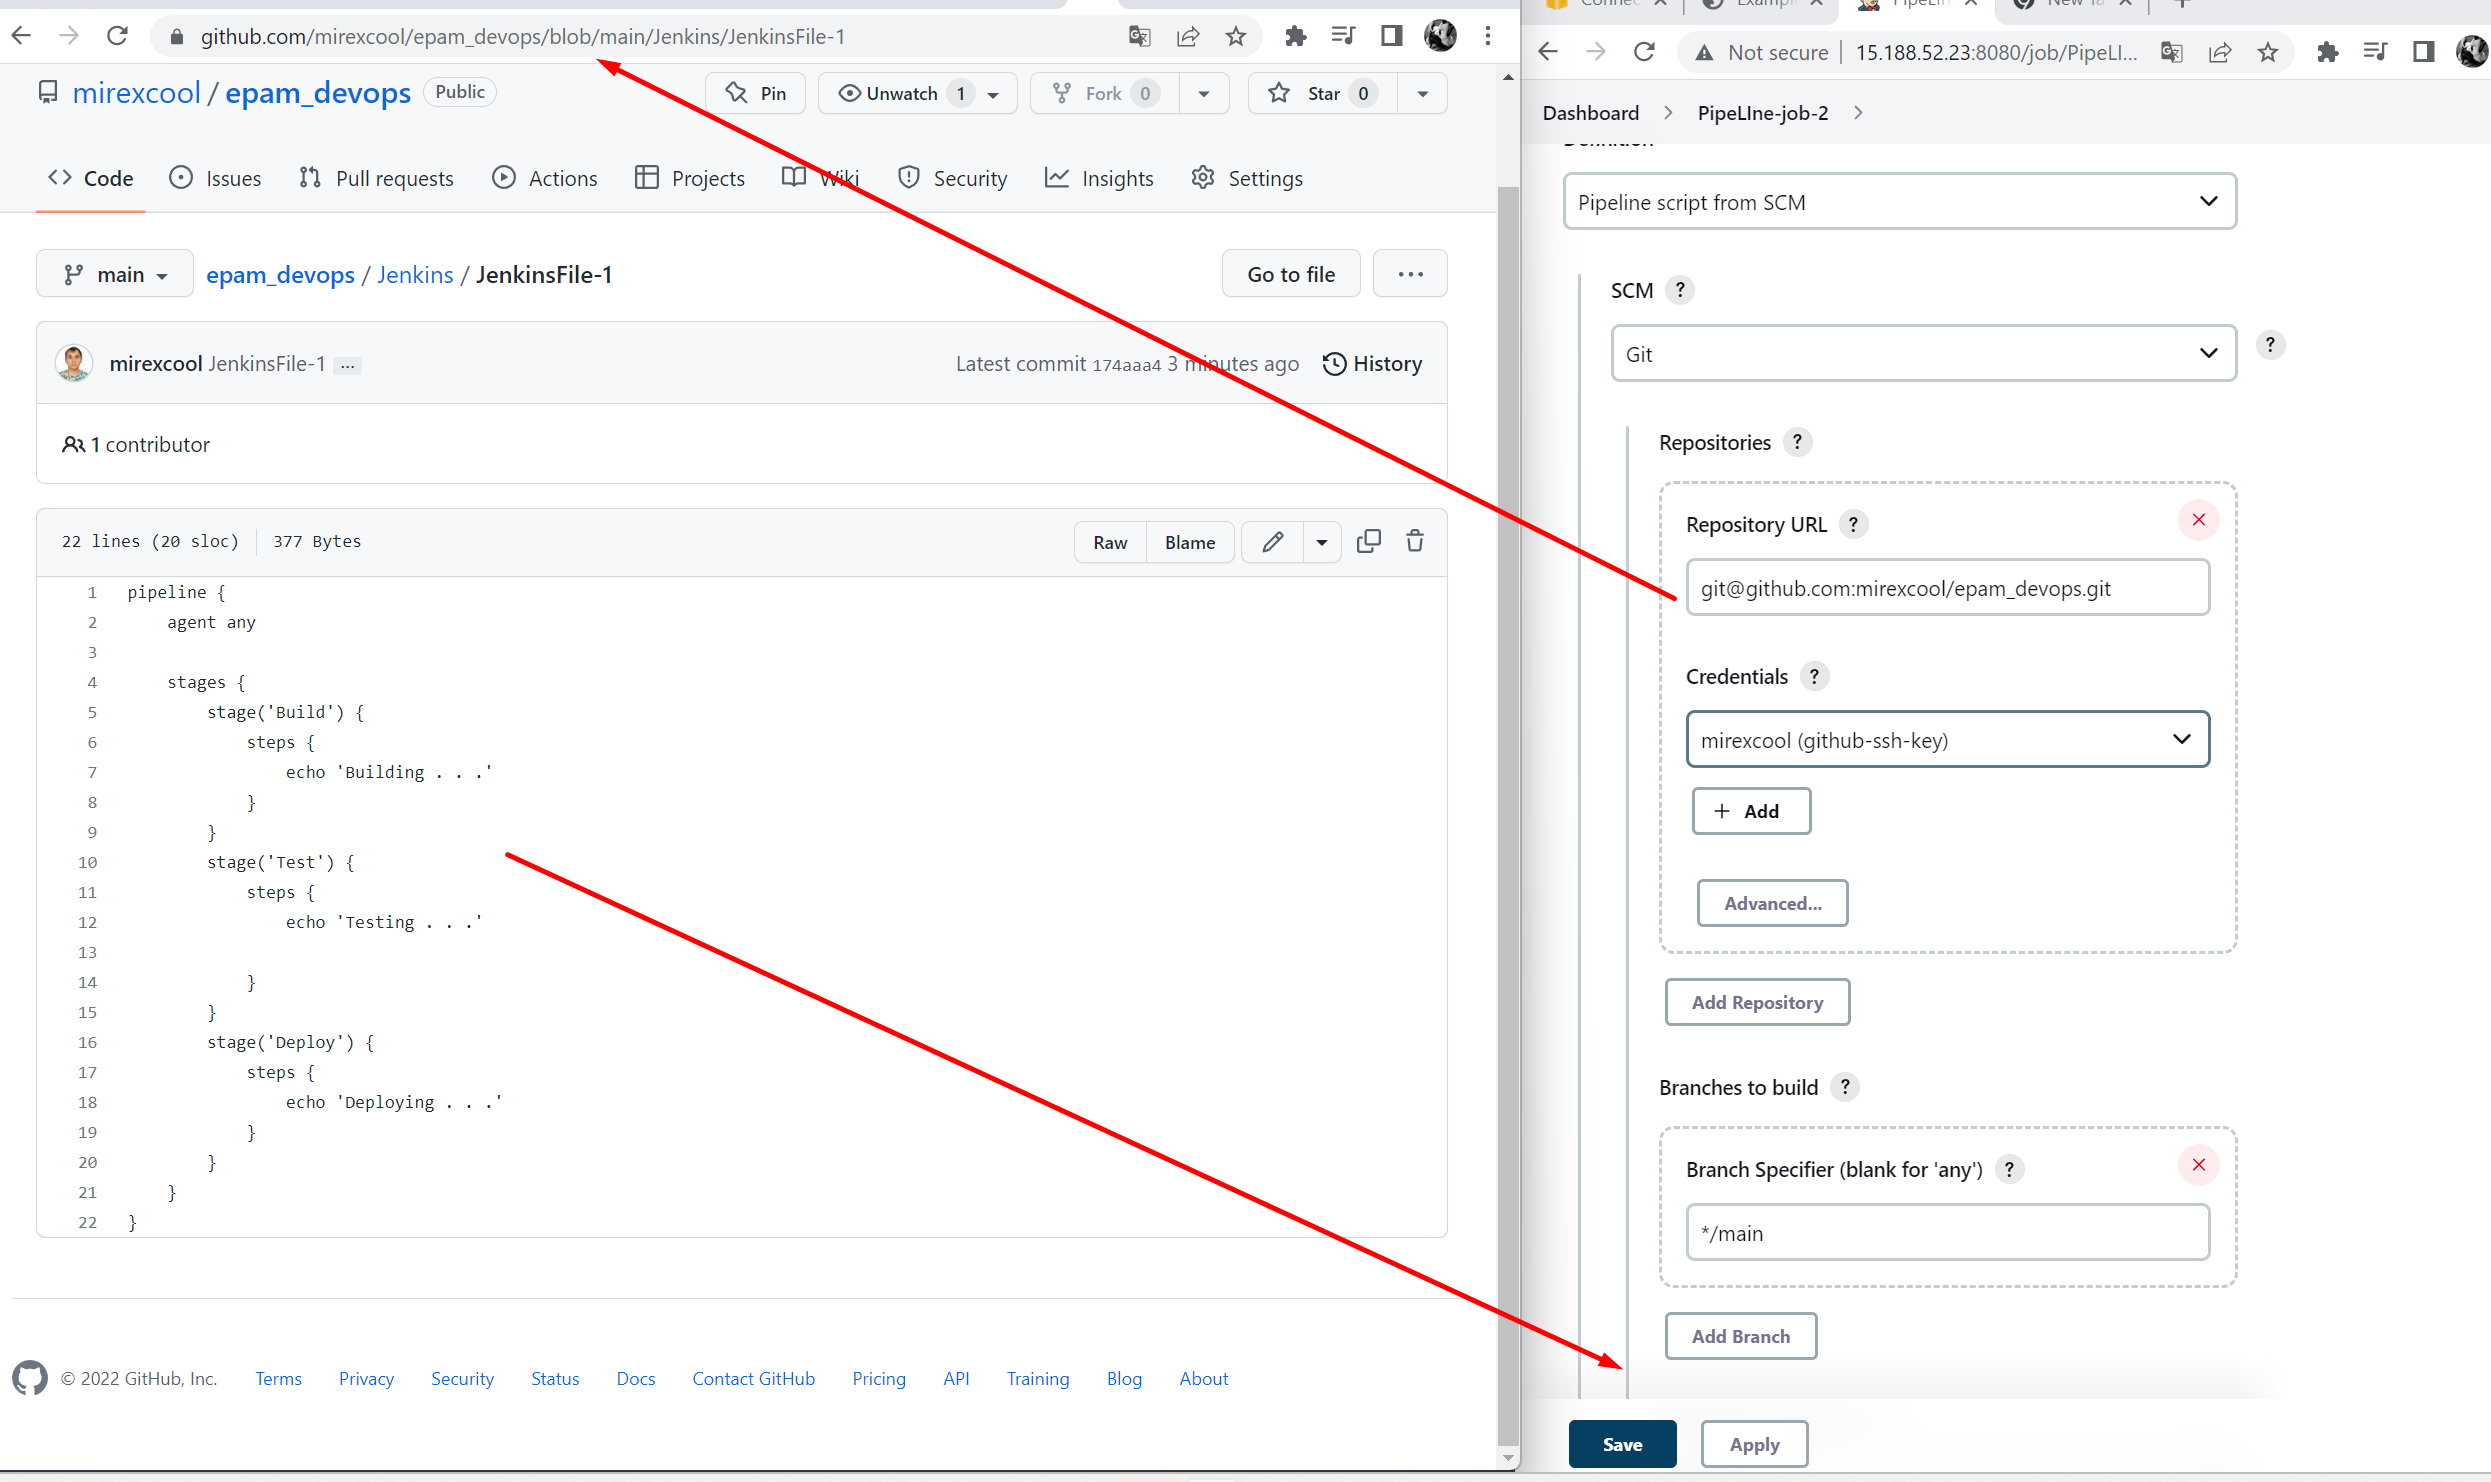 github.com/mirexcool/epam_devops/blob/main/Jenkins/JenkinsFile-1
mirexcool / epam_devops Public
Pin
Unwatch 1
Fork 0
Star 0
Code
Issues
Pull requests
Actions
Projects
Wiki
Security
Insights
Settings
main
epam_devops / Jenkins / JenkinsFile-1
Go to file
...
mirexcool JenkinsFile-1 ...
Latest commit 174aaa4 3 minutes ago
History
1 contributor
22 lines (20 sloc) 377 Bytes
Raw
Blame
1 pipeline {
2 agent any
3
4 stages {
5 stage('Build') {
6 steps {
7 echo 'Building . . .'
8 }
9 }
10 stage('Test') {
11 steps {
12 echo 'Testing . . .'
13
14 }
15 }
16 stage('Deploy') {
17 steps {
18 echo 'Deploying . . .'
19 }
20 }
21 }
22 }
© 2022 GitHub, Inc.
Terms
Privacy
Security
Status
Docs
Contact GitHub
Pricing
API
Training
Blog
About
Not secure | 15.188.52.23:8080/job/PipeLI...
Dashboard > PipeLIne-job-2 >
Definition
Pipeline script from SCM
SCM ?
Git
?
Repositories ?
Repository URL ?
git@github.com:mirexcool/epam_devops.git
Credentials ?
mirexcool (github-ssh-key)
+ Add
Advanced...
Add Repository
Branches to build ?
Branch Specifier (blank for 'any') ?
*/main
Add Branch
Save
Apply